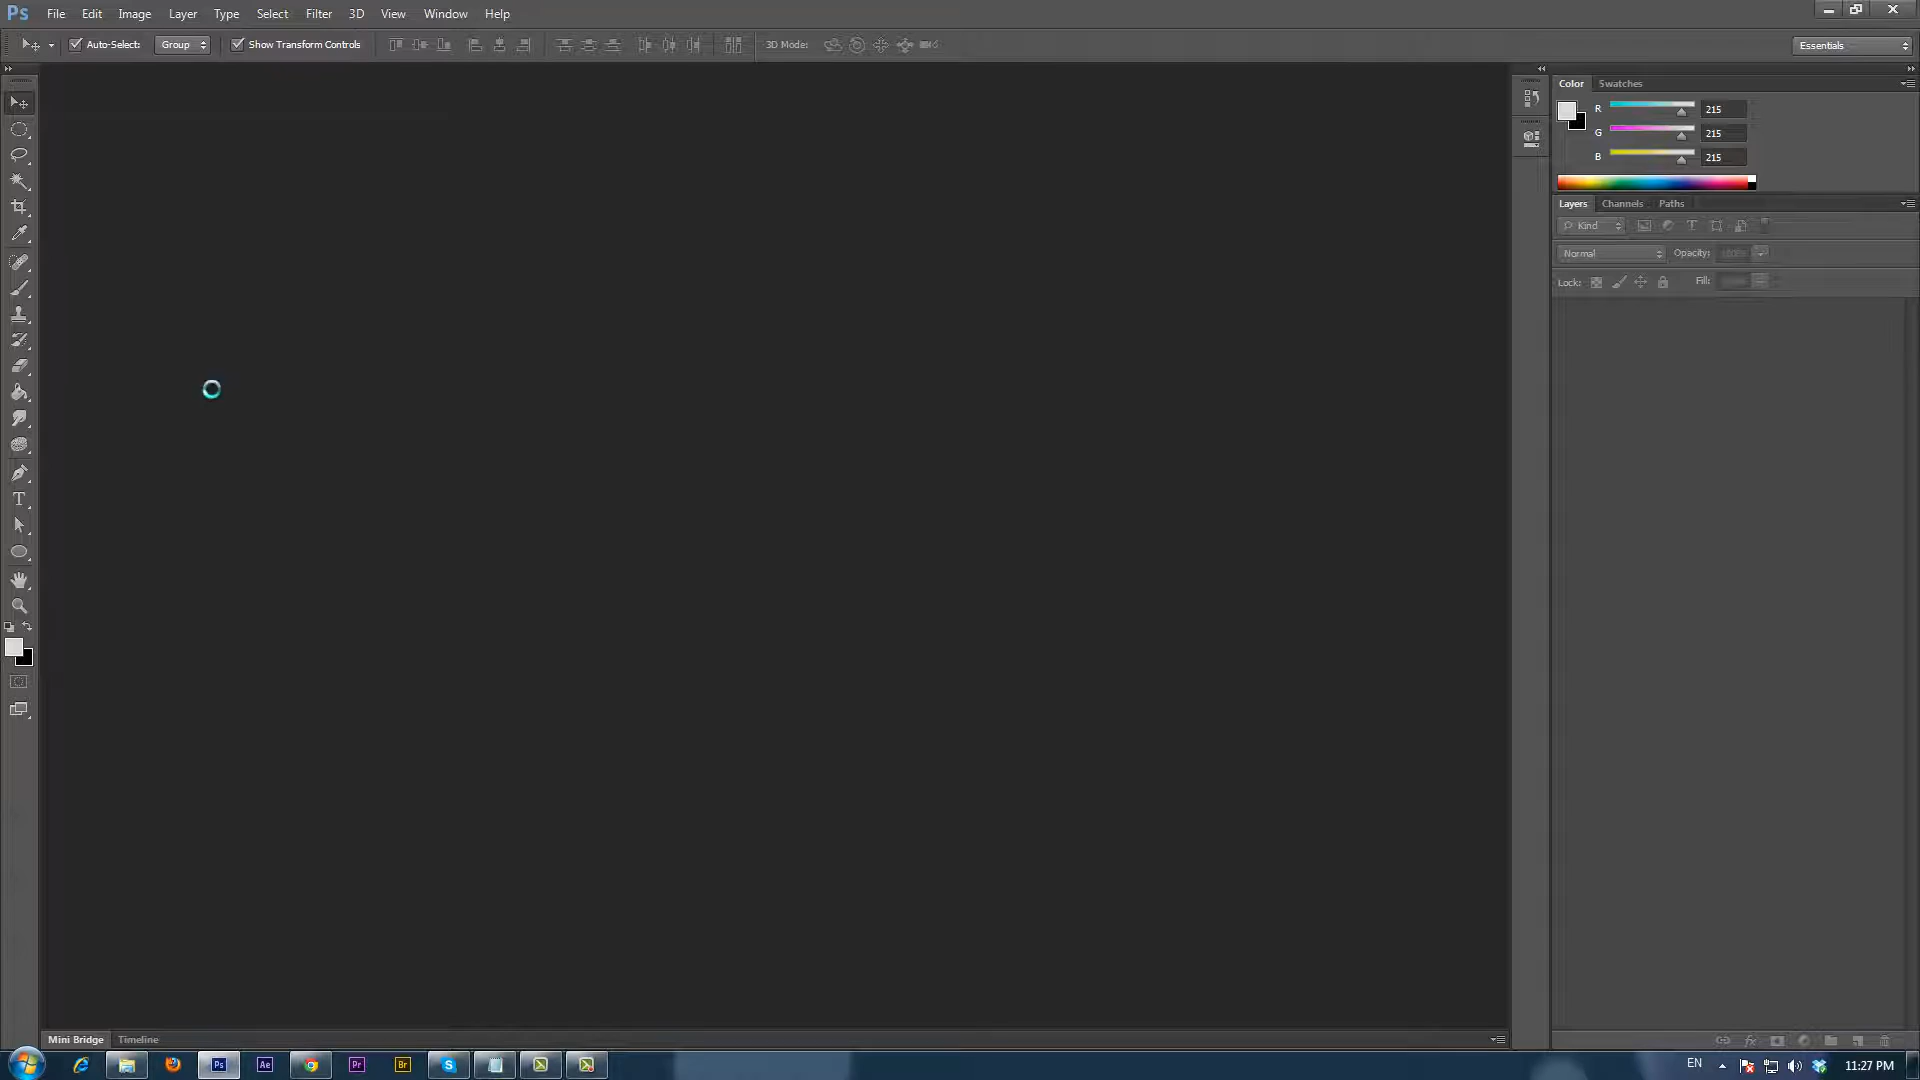 Ps File Edit Image Layer Type Select Filter 3D View Window Help
Auto-Select: Group Show Transform Controls 3D Mode: Essentials
Color Swatches
R 215
G 215
B 215
Layers Channels Paths
Kind
Normal Opacity:
Lock: Fill:
T
Mini Bridge Timeline
Ps Ae Pr Br EN 11:27 PM